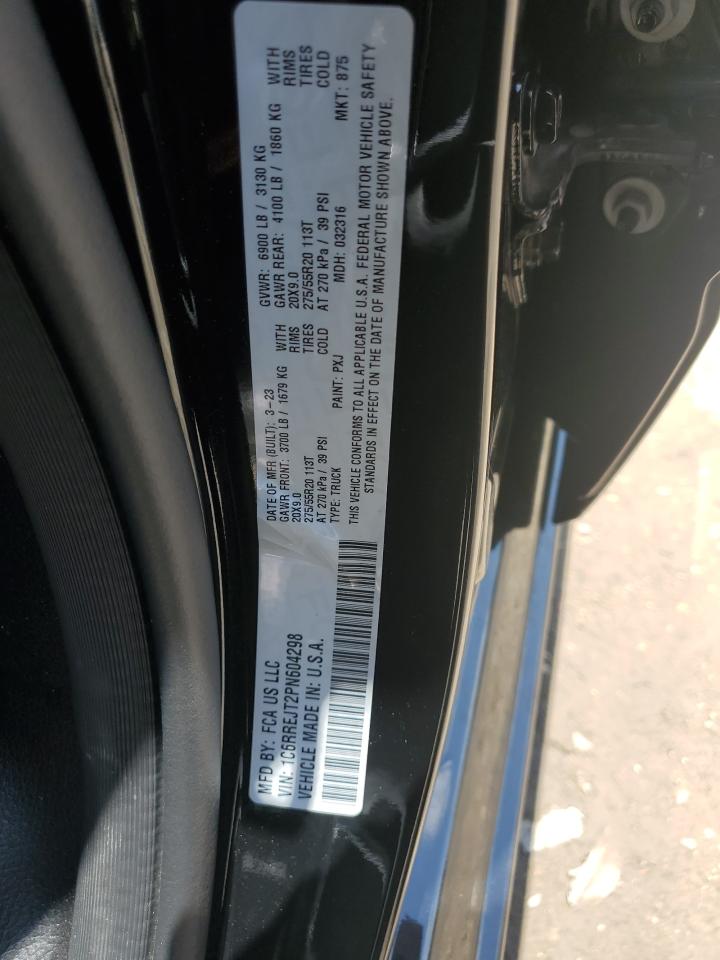 MFD BY: FCA US LLC
VIN: 1C6RREJT2PN604298
VEHICLE MADE IN: U.S.A.
DATE OF MFR (BUILT): 3-23 GVWR: 6900 LB / 3130 KG
GAWR FRONT: 3700 LB / 1679 KG WITH GAWR REAR: 4100 LB / 1860 KG WITH
20X9.0 RIMS 20X9.0 RIMS
275/55R20 113T TIRES 275/55R20 113T TIRES
AT 270 kPa / 39 PSI COLD AT 270 kPa / 39 PSI COLD
TYPE: TRUCK PAINT: PXJ MDH: 032316 MKT: 875
THIS VEHICLE CONFORMS TO ALL APPLICABLE U.S.A. FEDERAL MOTOR VEHICLE SAFETY
STANDARDS IN EFFECT ON THE DATE OF MANUFACTURE SHOWN ABOVE.